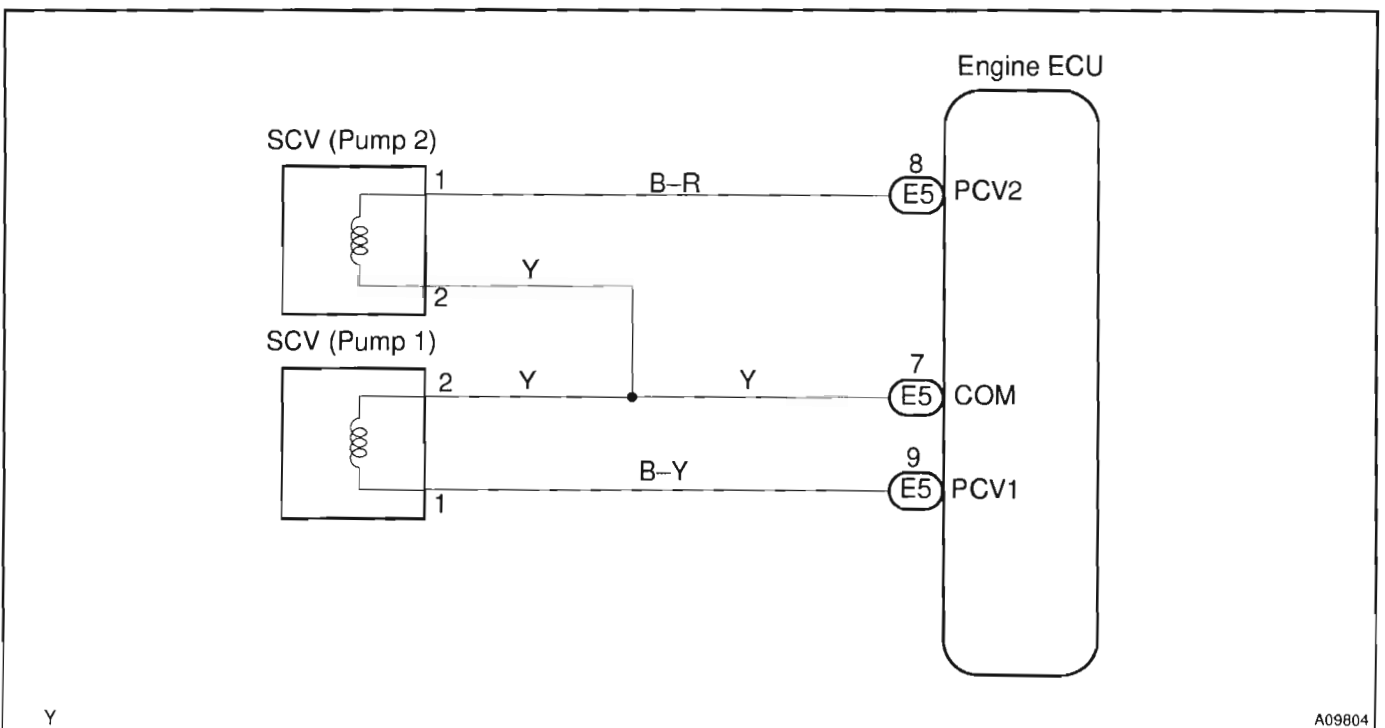 Engine ECU
SCV (Pump 2)
1
B–R
8
E5
PCV2
Y
2
SCV (Pump 1)
2
Y
Y
7
E5
COM
B–Y
9
E5
PCV1
1
Y
A09804